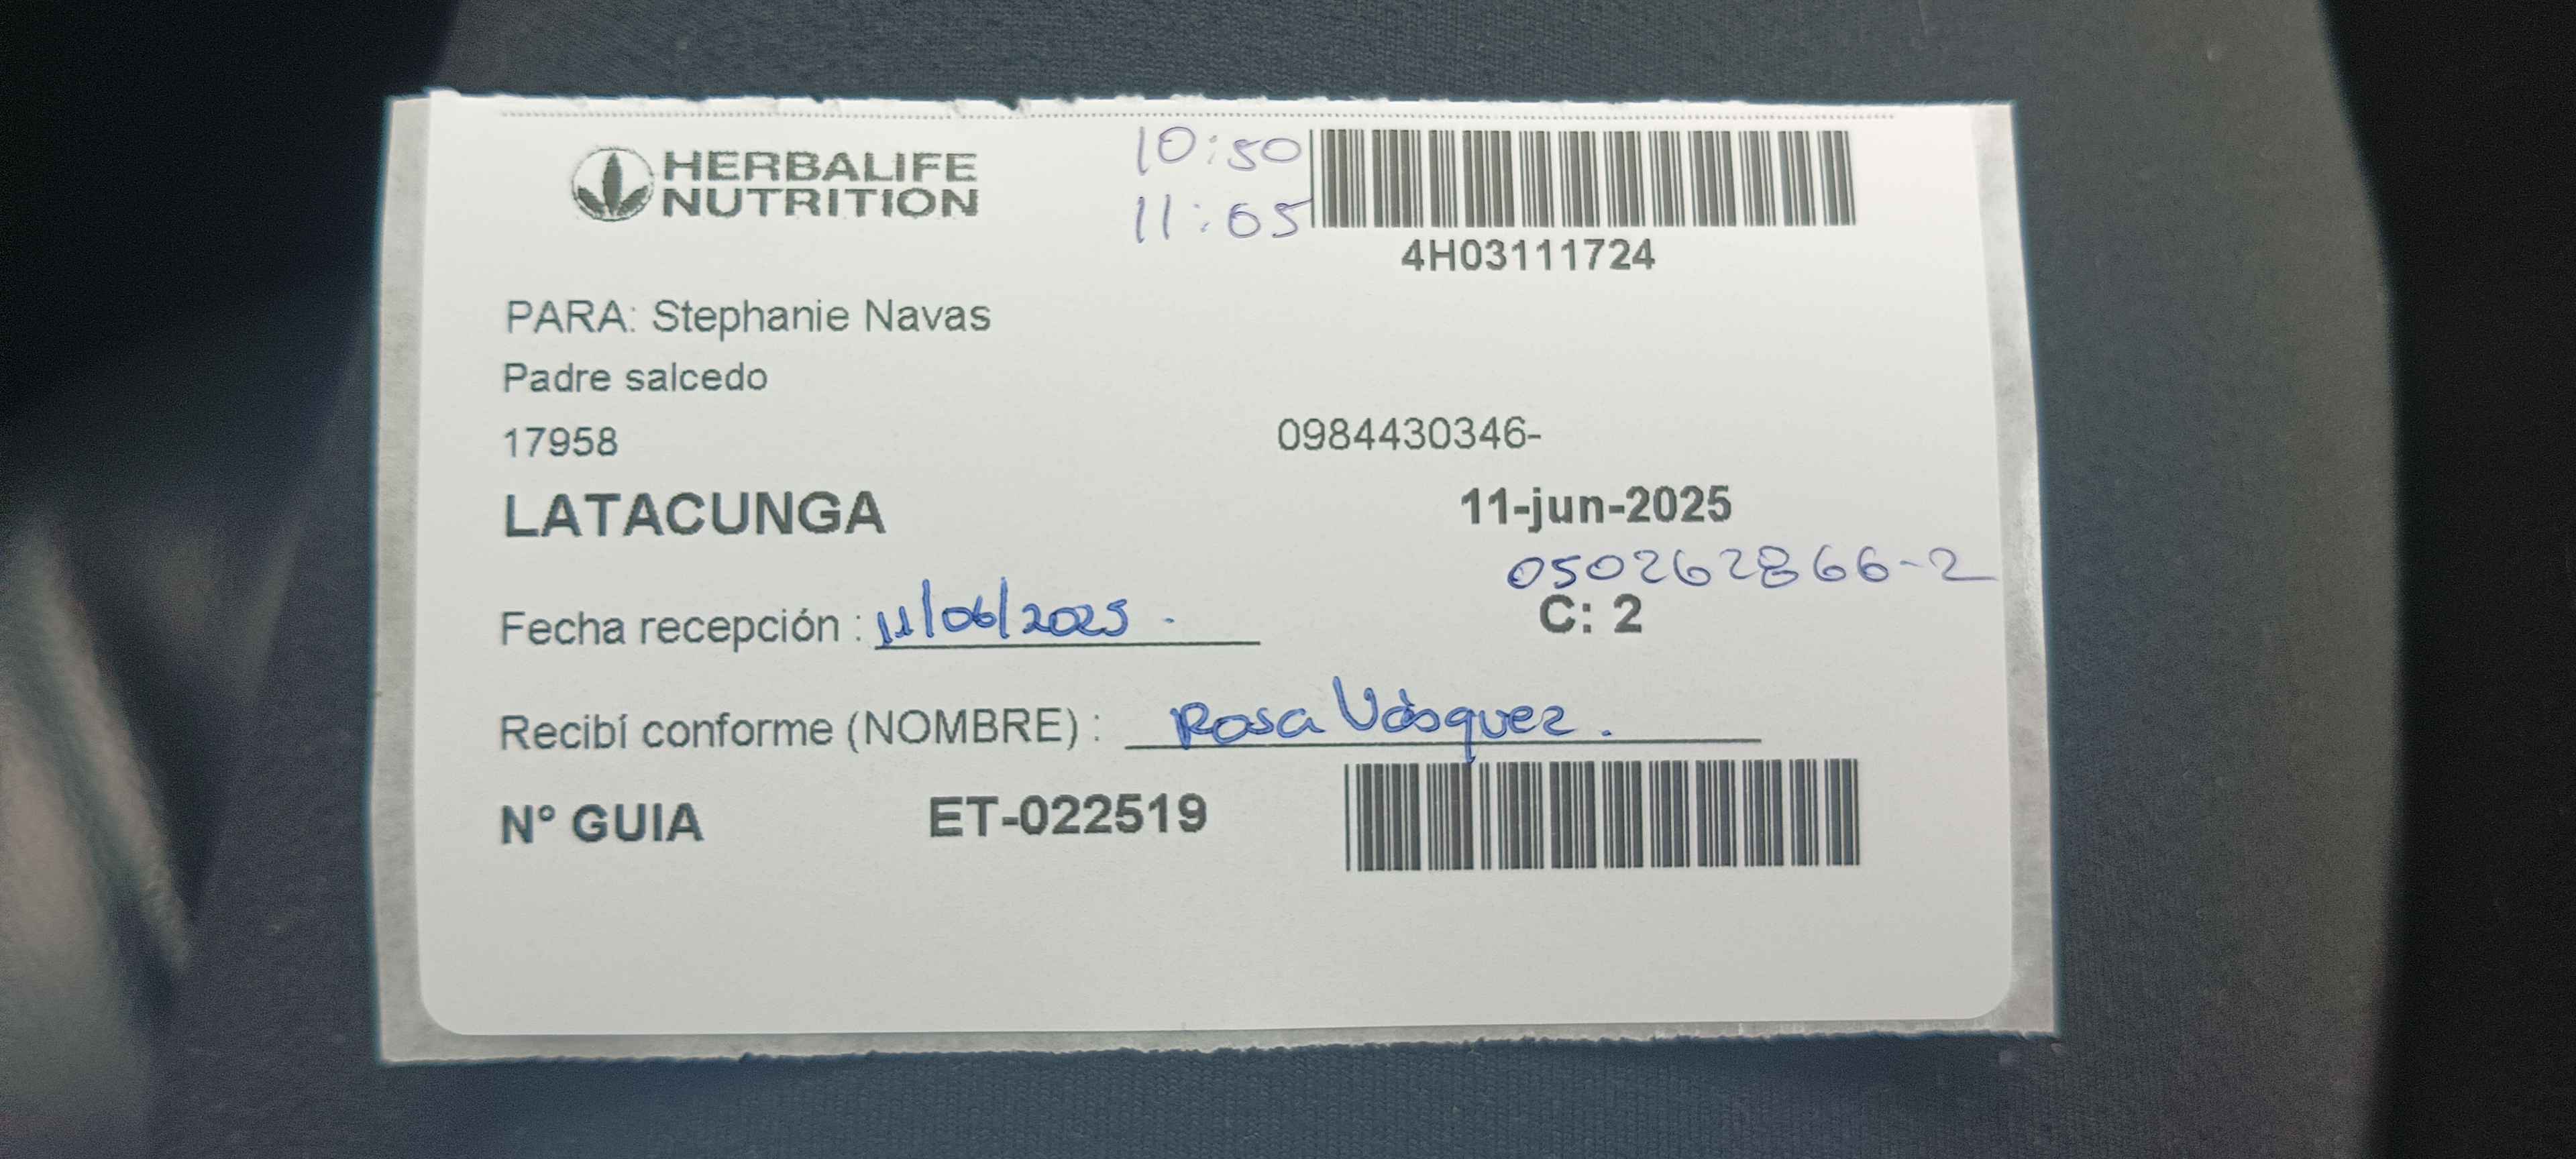 HERBALIFE
NUTRITION
10:50
11:05
4H03111724
PARA: Stephanie Navas
Padre salcedo
17958
0984430346-
LATACUNGA
11-jun-2025
050262866-2
Fecha recepción : 11/06/2025.
C: 2
Recibí conforme (NOMBRE) : Rosa Vásquez.
N° GUIA ET-022519